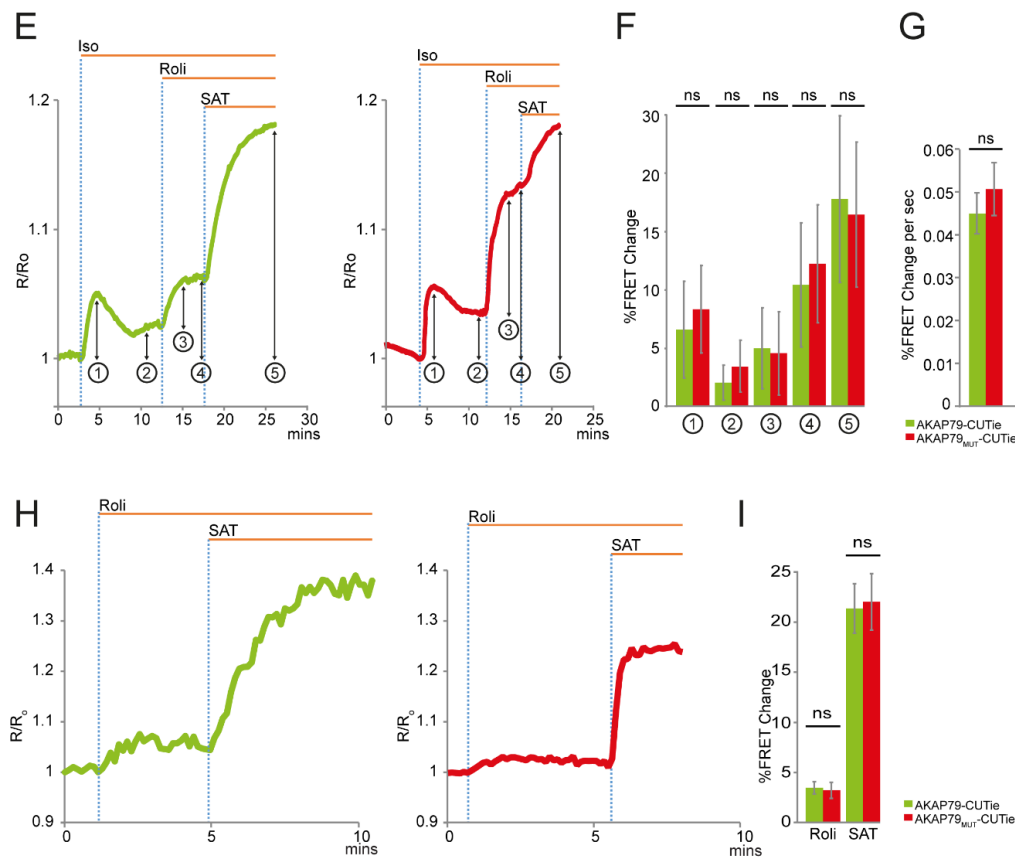 E
Iso
Roli
SAT
1.2
1.1
1
R/Ro
① ② ③ ④ ⑤
0 5 10 15 20 25 30
mins
Iso
Roli
SAT
1.2
1.1
1
R/Ro
① ② ③ ④ ⑤
0 5 10 15 20 25
mins
F
ns ns ns ns ns
30
20
15
10
5
0
%FRET Change
① ② ③ ④ ⑤
G
ns
0.06
0.05
0.04
0.03
0.02
0.01
0
%FRET Change per sec
AKAP79-CUTie
AKAP79MUT-CUTie
H
Roli
SAT
1.4
1.3
1.2
1.1
1
0.9
R/Ro
0 5 10
mins
Roli
SAT
1.4
1.3
1.2
1.1
1
0.9
R/Ro
0 5 10
mins
I
ns
ns
25
20
15
10
5
0
%FRET Change
Roli SAT
AKAP79-CUTie
AKAP79MUT-CUTie